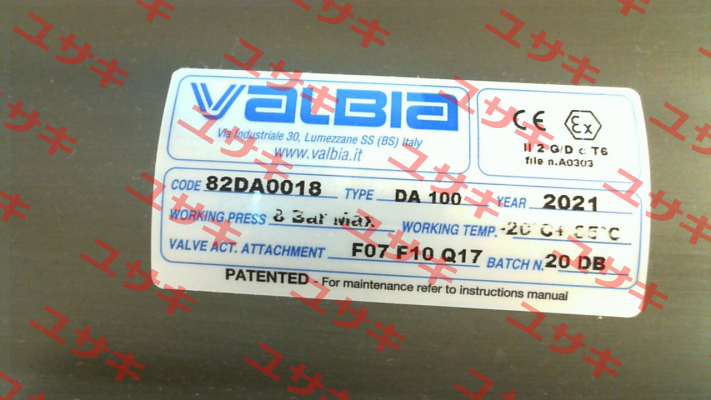 VALBIA
Via Industriale 30, Lumezzane SS (BS) Italy
www.valbia.it
CE Ex
II 2 G/D c T6
file n.A0303
CODE 82DA0018 TYPE DA 100 YEAR 2021
WORKING PRESS 8 Bar Max WORKING TEMP. -20°C+ 85°C
VALVE ACT. ATTACHMENT F07 F10 Q17 BATCH N. 20 DB
PATENTED - For maintenance refer to instructions manual
ユサキ